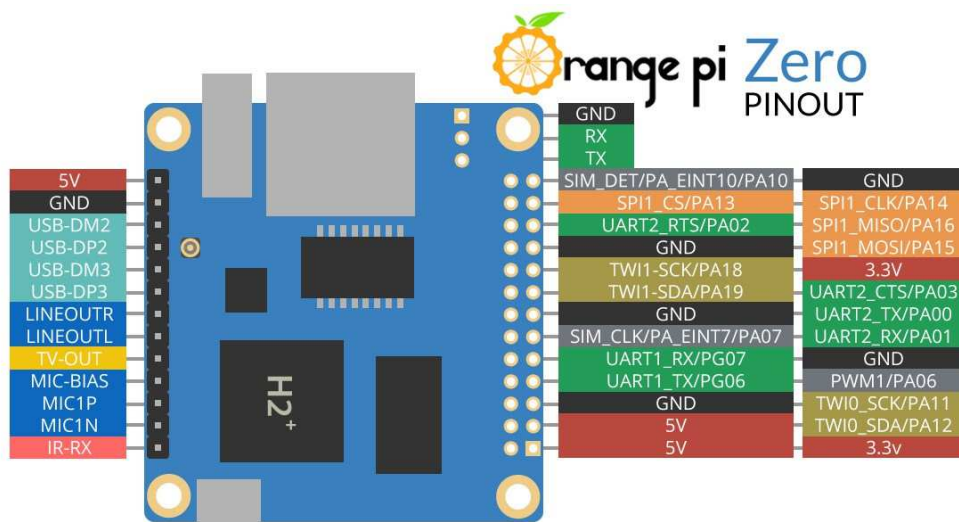 range pi Zero
PINOUT
GND
RX
TX
5V
GND
USB-DM2
USB-DP2
USB-DM3
USB-DP3
LINEOUTR
LINEOUTL
TV-OUT
MIC-BIAS
MIC1P
MIC1N
IR-RX
H2+
SIM_DET/PA_EINT10/PA10 GND
SPI1_CS/PA13 SPI1_CLK/PA14
UART2_RTS/PA02 SPI1_MISO/PA16
GND SPI1_MOSI/PA15
TWI1-SCK/PA18 3.3V
TWI1-SDA/PA19 UART2_CTS/PA03
GND UART2_TX/PA00
SIM_CLK/PA_EINT7/PA07 UART2_RX/PA01
UART1_RX/PG07 GND
UART1_TX/PG06 PWM1/PA06
GND TWI0_SCK/PA11
5V TWI0_SDA/PA12
5V 3.3v